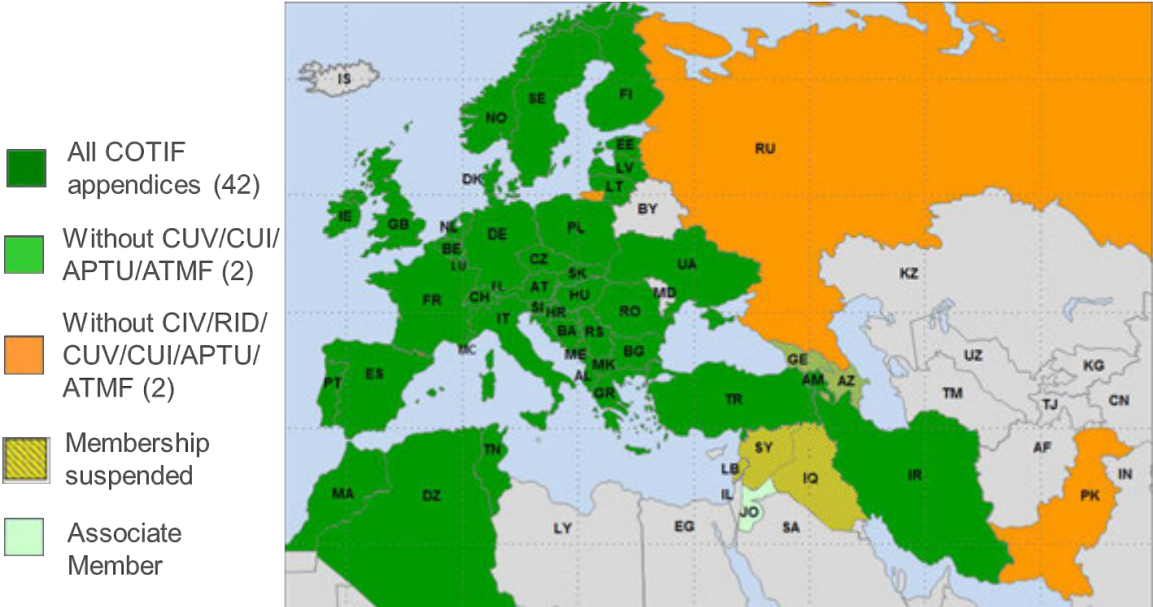 All COTIF
appendices (42)
Without CUV/CUI/
APTU/ATMF (2)
Without CIV/RID/
CUV/CUI/APTU/
ATMF (2)
Membership
suspended
Associate
Member
IS
NO
SE
FI
RU
EE
LV
LT
DK
BY
IE
GB
NL
DE
PL
BE
LU
CZ
SK
UA
KZ
FR
CH
FL
AT
HU
MD
SI
HR
RO
IT
BA
RS
MC
ME
BG
MK
AL
GR
PT
ES
GE
AM
AZ
TR
UZ
KG
TM
TJ
CN
AF
TN
MA
DZ
LB
SY
IQ
IR
IL
JO
SA
LY
EG
PK
IN